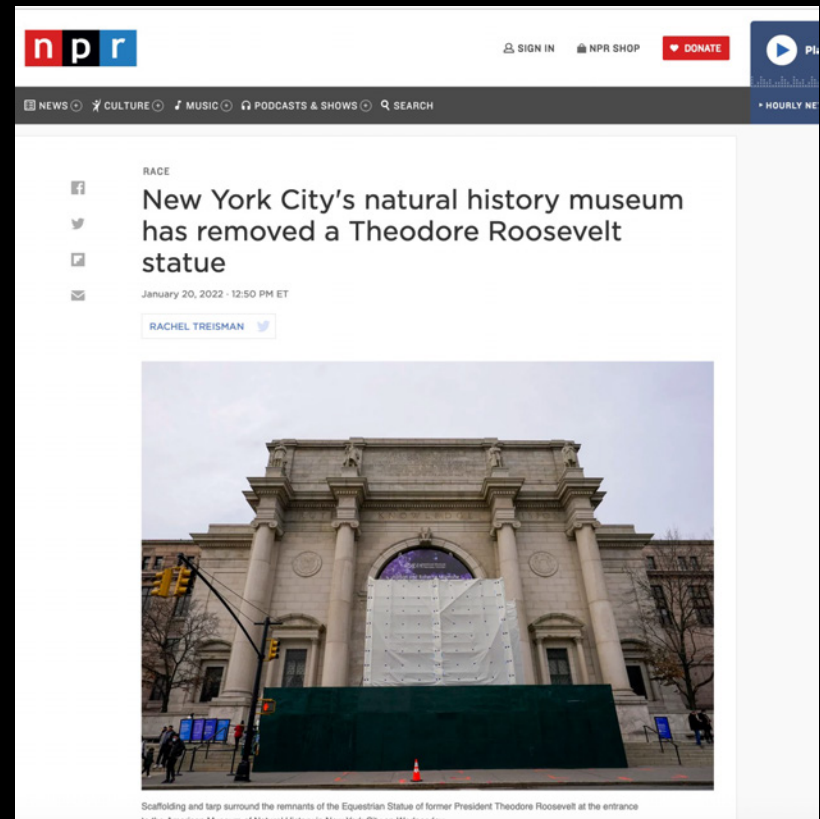 npr
SIGN IN NPR SHOP DONATE
NEWS CULTURE MUSIC PODCASTS & SHOWS SEARCH
RACE
New York City's natural history museum
has removed a Theodore Roosevelt
statue
January 20, 2022 · 12:50 PM ET
RACHEL TREISMAN
Scaffolding and tarp surround the remnants of the Equestrian Statue of former President Theodore Roosevelt at the entrance